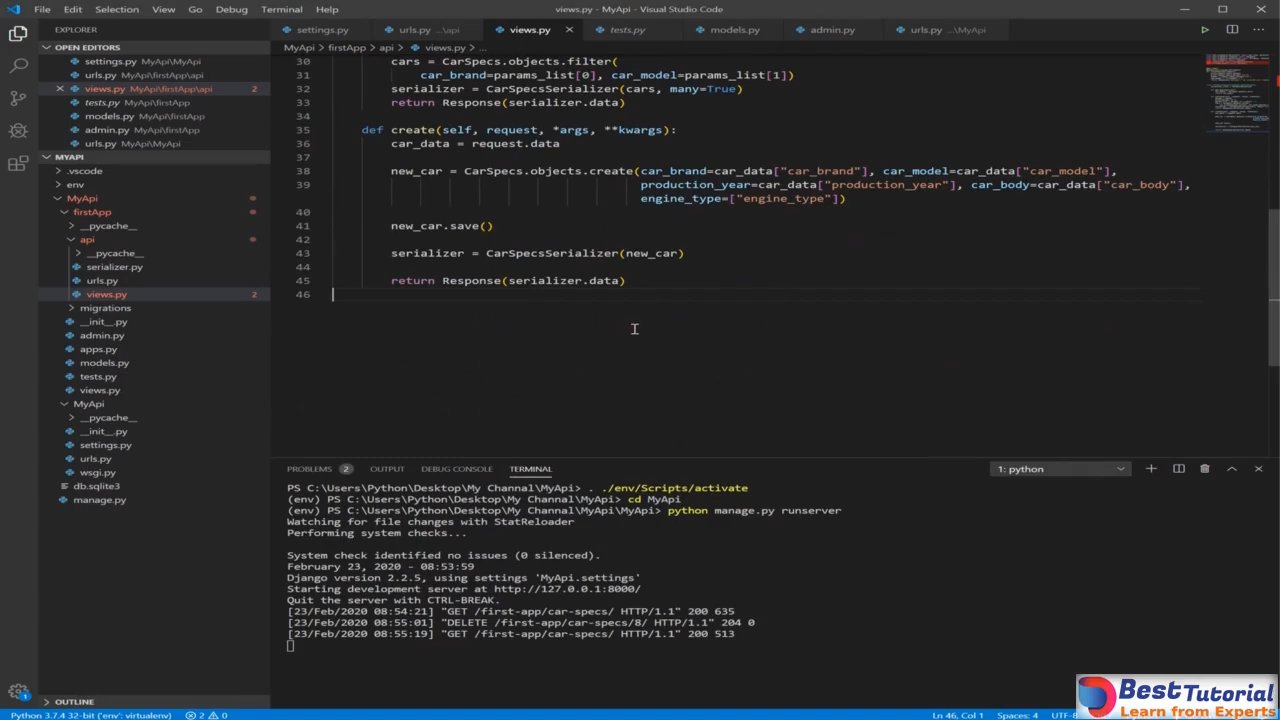 File Edit Selection View Go Debug Terminal Help
views.py - MyApi - Visual Studio Code
EXPLORER
settings.py
urls.py ...\api
views.py
tests.py
models.py
admin.py
urls.py ...\MyApi
OPEN EDITORS
settings.py MyApi\MyApi
urls.py MyApi\firstApp\api
views.py MyApi\firstApp\api 2
tests.py MyApi\firstApp
models.py MyApi\firstApp
admin.py MyApi\firstApp
urls.py MyApi\MyApi
MYAPI
.vscode
env
MyApi
firstApp
__pycache__
api
__pycache__
serializer.py
urls.py
views.py 2
migrations
__init__.py
admin.py
apps.py
models.py
tests.py
views.py
MyApi
__pycache__
__init__.py
settings.py
urls.py
wsgi.py
db.sqlite3
manage.py
OUTLINE
MyApi > firstApp > api > views.py > ...
30 cars = CarSpecs.objects.filter(
31 car_brand=params_list[0], car_model=params_list[1])
32 serializer = CarSpecsSerializer(cars, many=True)
33 return Response(serializer.data)
34
35 def create(self, request, *args, **kwargs):
36 car_data = request.data
37
38 new_car = CarSpecs.objects.create(car_brand=car_data["car_brand"], car_model=car_data["car_model"],
39 production_year=car_data["production_year"], car_body=car_data["car_body"],
engine_type=["engine_type"])
40
41 new_car.save()
42
43 serializer = CarSpecsSerializer(new_car)
44
45 return Response(serializer.data)
46
PROBLEMS 2 OUTPUT DEBUG CONSOLE TERMINAL
1: python
PS C:\Users\Python\Desktop\My Channal\MyApi> . ./env/Scripts/activate
(env) PS C:\Users\Python\Desktop\My Channal\MyApi> cd MyApi
(env) PS C:\Users\Python\Desktop\My Channal\MyApi\MyApi> python manage.py runserver
Watching for file changes with StatReloader
Performing system checks...
System check identified no issues (0 silenced).
February 23, 2020 - 08:53:59
Django version 2.2.5, using settings 'MyApi.settings'
Starting development server at http://127.0.0.1:8000/
Quit the server with CTRL-BREAK.
[23/Feb/2020 08:54:21] "GET /first-app/car-specs/ HTTP/1.1" 200 635
[23/Feb/2020 08:55:01] "DELETE /first-app/car-specs/8/ HTTP/1.1" 204 0
[23/Feb/2020 08:55:19] "GET /first-app/car-specs/ HTTP/1.1" 200 513
Python 3.7.4 32-bit ('env': virtualenv) 2 0
Ln 46, Col 1 Spaces: 4
BestTutorial
Learn from Experts
1